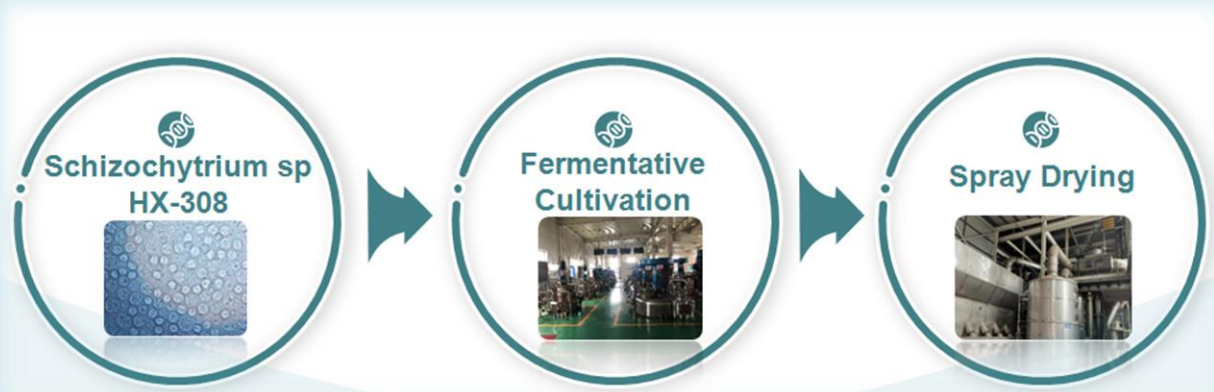 Schizochytrium sp
HX-308
Fermentative
Cultivation
Spray Drying